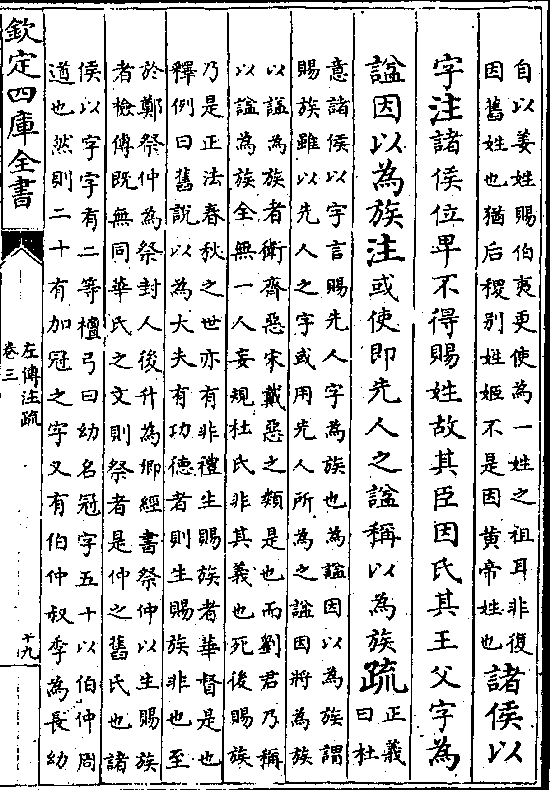 自以姜姓賜伯夷更使為一姓之祖耳非復
因舊姓也猶后稷別姓姬不是因黃帝姓也
諸侯以
字注諸侯位卑不得賜姓故其臣因氏其王父字為
諡因以為族注或使即先人之諡稱以為族疏
正義
曰杜
意諸侯以字言賜先人字為族也為諡因以為族謂
賜族雖以先人之字或用先人所為之諡因將為族
以諡為族者衛齊惡宋戴惡之類是也而劉君乃稱
以諡為族全無一人妄規杜氏非其義也死後賜族
乃是正法春秋之世亦有非禮生賜族者華督是也
釋例曰舊說以為大夫有功德者則生賜族非也至
於鄭祭仲為祭封人後升為卿經書祭仲以生賜族
者檢傳既無同華氏之文則祭者是仲之舊氏也諸
侯以字字有二等檀弓曰幼名冠字五十以伯仲周
道也然則二十有加冠之字又有伯仲叔季為長幼
欽定四庫全書
左傳注疏
卷三
十九